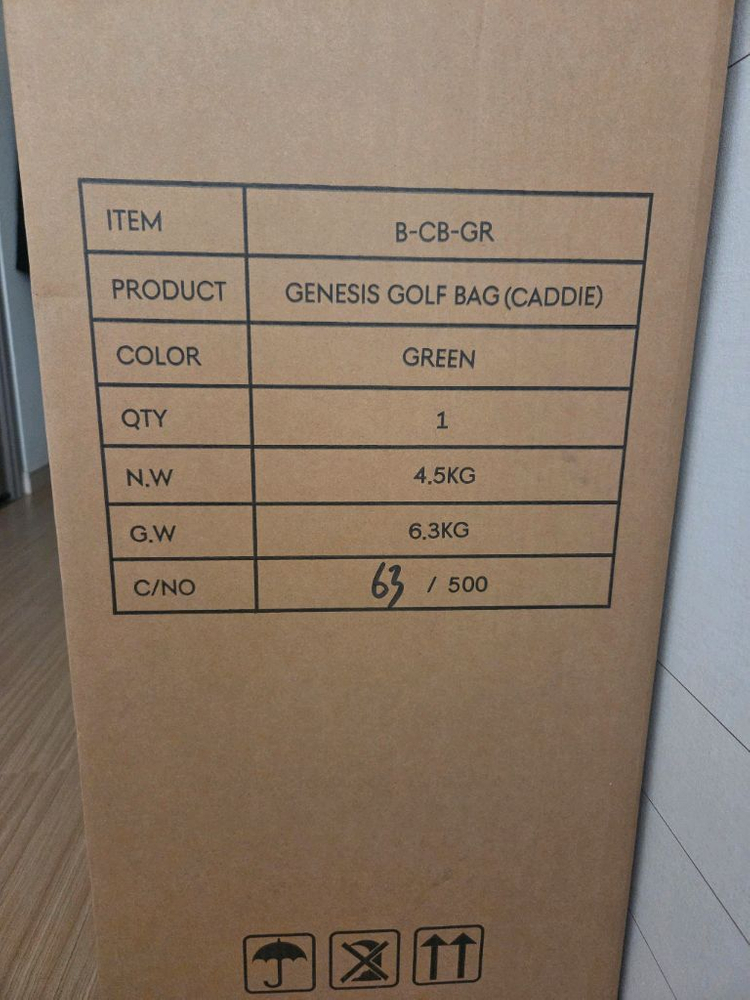 ITEM B-CB-GR
PRODUCT GENESIS GOLF BAG (CADDIE)
COLOR GREEN
QTY 1
N.W 4.5KG
G.W 6.3KG
C/NO 63 / 500